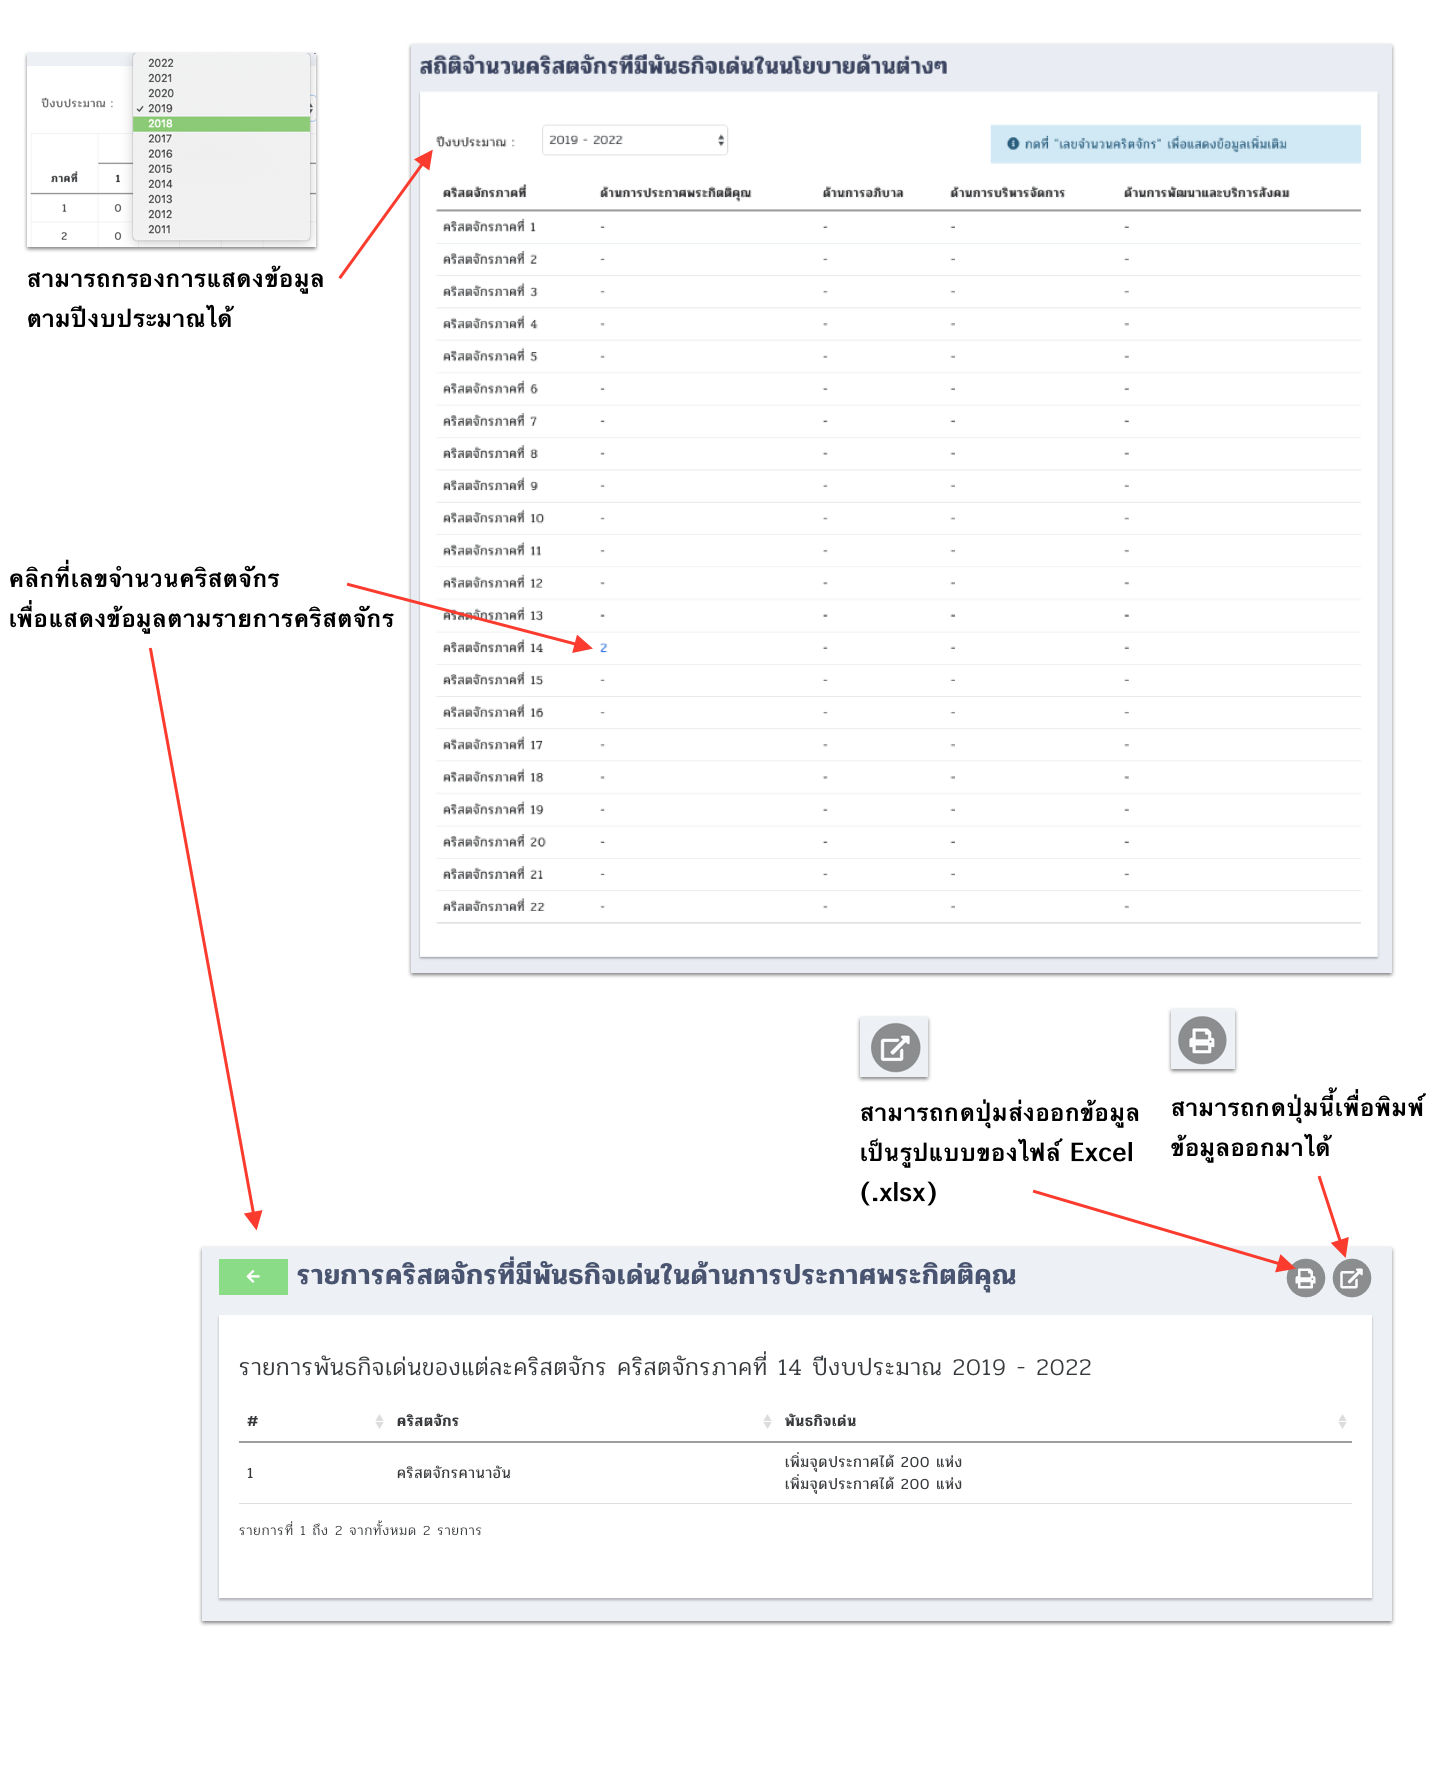 2022
2021
2020
✓ 2019
2018
2017
2016
2015
2014
2013
2012
2011
ปีงบประมาณ :
ภาคที่ 1
1 0
2 0
สามารถกรองการแสดงข้อมูล
ตามปีงบประมาณได้
สถิติจำนวนคริสตจักรที่มีพันธกิจเด่นในนโยบายด้านต่างๆ
ปีงบประมาณ : 2019 - 2022
กดที่ "เลขจำนวนคริตจักร" เพื่อแสดงข้อมูลเพิ่มเติม
คริสตจักรภาคที่ ด้านการประกาศพระกิตติคุณ ด้านการอภิบาล ด้านการบริหารจัดการ ด้านการพัฒนาและบริการสังคม
คริสตจักรภาคที่ 1 - - - -
คริสตจักรภาคที่ 2 - - - -
คริสตจักรภาคที่ 3 - - - -
คริสตจักรภาคที่ 4 - - - -
คริสตจักรภาคที่ 5 - - - -
คริสตจักรภาคที่ 6 - - - -
คริสตจักรภาคที่ 7 - - - -
คริสตจักรภาคที่ 8 - - - -
คริสตจักรภาคที่ 9 - - - -
คริสตจักรภาคที่ 10 - - - -
คริสตจักรภาคที่ 11 - - - -
คริสตจักรภาคที่ 12 - - - -
คริสตจักรภาคที่ 13 - - - -
คริสตจักรภาคที่ 14 2 - - -
คริสตจักรภาคที่ 15 - - - -
คริสตจักรภาคที่ 16 - - - -
คริสตจักรภาคที่ 17 - - - -
คริสตจักรภาคที่ 18 - - - -
คริสตจักรภาคที่ 19 - - - -
คริสตจักรภาคที่ 20 - - - -
คริสตจักรภาคที่ 21 - - - -
คริสตจักรภาคที่ 22 - - - -
คลิกที่เลขจำนวนคริสตจักร
เพื่อแสดงข้อมูลตามรายการคริสตจักร
สามารถกดปุ่มส่งออกข้อมูล
เป็นรูปแบบของไฟล์ Excel
(.xlsx)
สามารถกดปุ่มนี้เพื่อพิมพ์
ข้อมูลออกมาได้
รายการคริสตจักรที่มีพันธกิจเด่นในด้านการประกาศพระกิตติคุณ
รายการพันธกิจเด่นของแต่ละคริสตจักร คริสตจักรภาคที่ 14 ปีงบประมาณ 2019 - 2022
# คริสตจักร พันธกิจเด่น
1 คริสตจักรคานาอัน เพิ่มจุดประกาศได้ 200 แห่ง
เพิ่มจุดประกาศได้ 200 แห่ง
รายการที่ 1 ถึง 2 จากทั้งหมด 2 รายการ